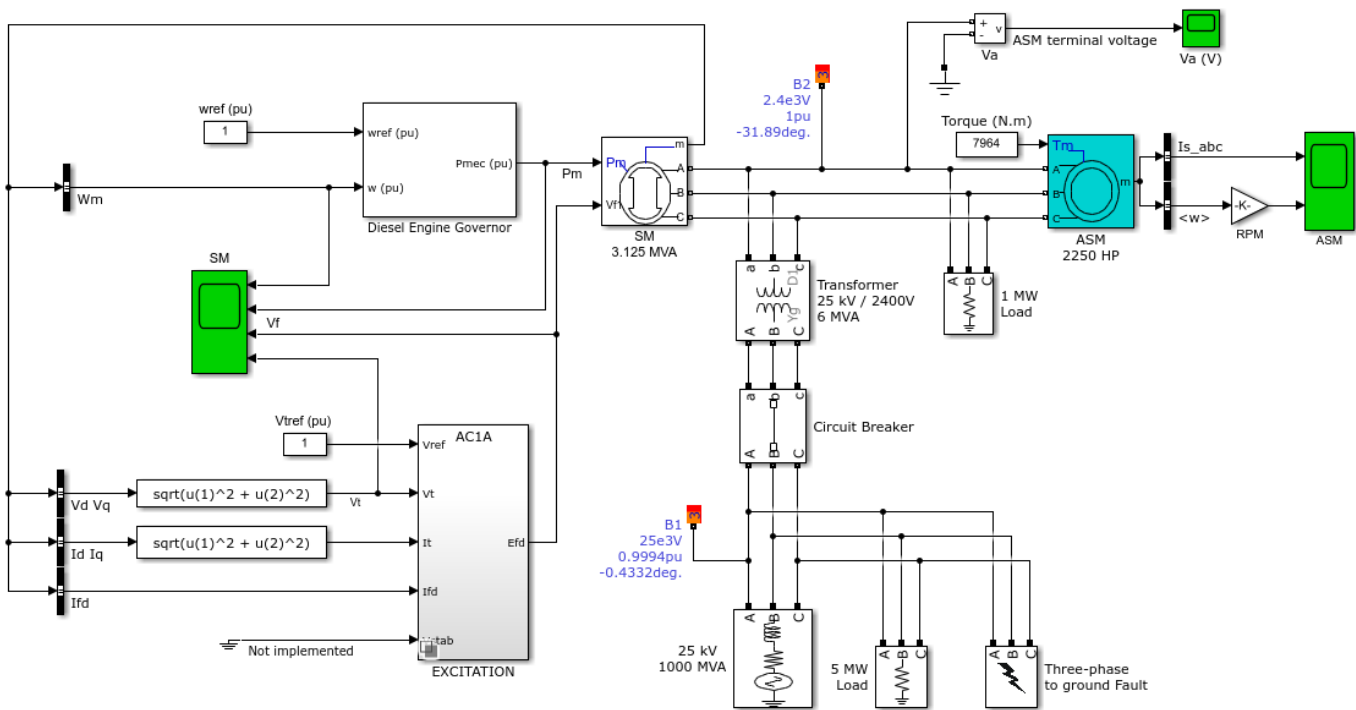 ASM terminal voltage
+
-
v
Va
Va (V)
B2
2.4e3V
1pu
-31.89deg.
3
wref (pu)
1
wref (pu)
Pmec (pu)
w (pu)
Diesel Engine Governor
Wm
Pm
Pm
Vf1
m
A
B
C
SM
3.125 MVA
Torque (N.m)
7964
Tm
A
B
C
m
ASM
2250 HP
Is_abc
<w>
-K-
RPM
ASM
SM
Vf
a b c
D1
Yg
A B C
Transformer
25 kV / 2400V
6 MVA
A B C
1 MW
Load
a b c
A B C
Circuit Breaker
Vtref (pu)
1
AC1A
Vref
Vt
It
Efd
Ifd
EXCITATION
Vd Vq
sqrt(u(1)^2 + u(2)^2)
Vt
Id Iq
sqrt(u(1)^2 + u(2)^2)
Ifd
Not implemented
3
B1
25e3V
0.9994pu
-0.4332deg.
A B C
25 kV
1000 MVA
A B C
5 MW
Load
A B C
Three-phase
to ground Fault